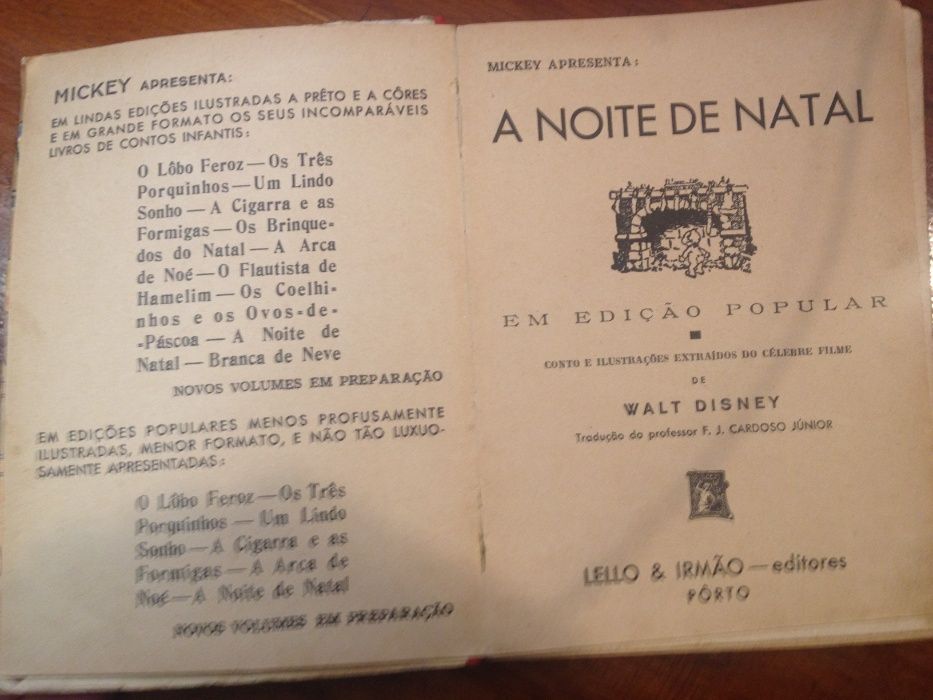 MICKEY APRESENTA:
EM LINDAS EDIÇÕES ILUSTRADAS A PRÊTO E A CÔRES
E EM GRANDE FORMATO OS SEUS INCOMPARÁVEIS
LIVROS DE CONTOS INFANTIS:
O Lôbo Feroz — Os Três
Porquinhos — Um Lindo
Sonho — A Cigarra e as
Formigas — Os Brinque-
dos do Natal — A Arca
de Noé — O Flautista de
Hamelim — Os Coelhi-
nhos e os Ovos-de-
-Páscoa — A Noite de
Natal — Branca de Neve
NOVOS VOLUMES EM PREPARAÇÃO
EM EDIÇÕES POPULARES MENOS PROFUSAMENTE
ILUSTRADAS, MENOR FORMATO, E NÃO TÃO LUXUO-
SAMENTE APRESENTADAS:
O Lôbo Feroz — Os Três
Porquinhos — Um Lindo
Sonho — A Cigarra e as
Formigas — A Arca de
Noé — A Noite de Natal
NOVOS VOLUMES EM PREPARAÇÃO
MICKEY APRESENTA:
A NOITE DE NATAL
EM EDIÇÃO POPULAR
CONTO E ILUSTRAÇÕES EXTRAÍDOS DO CÉLEBRE FILME
DE
WALT DISNEY
Tradução do professor F. J. CARDOSO JÚNIOR
LELLO & IRMÃO — editores
PÔRTO